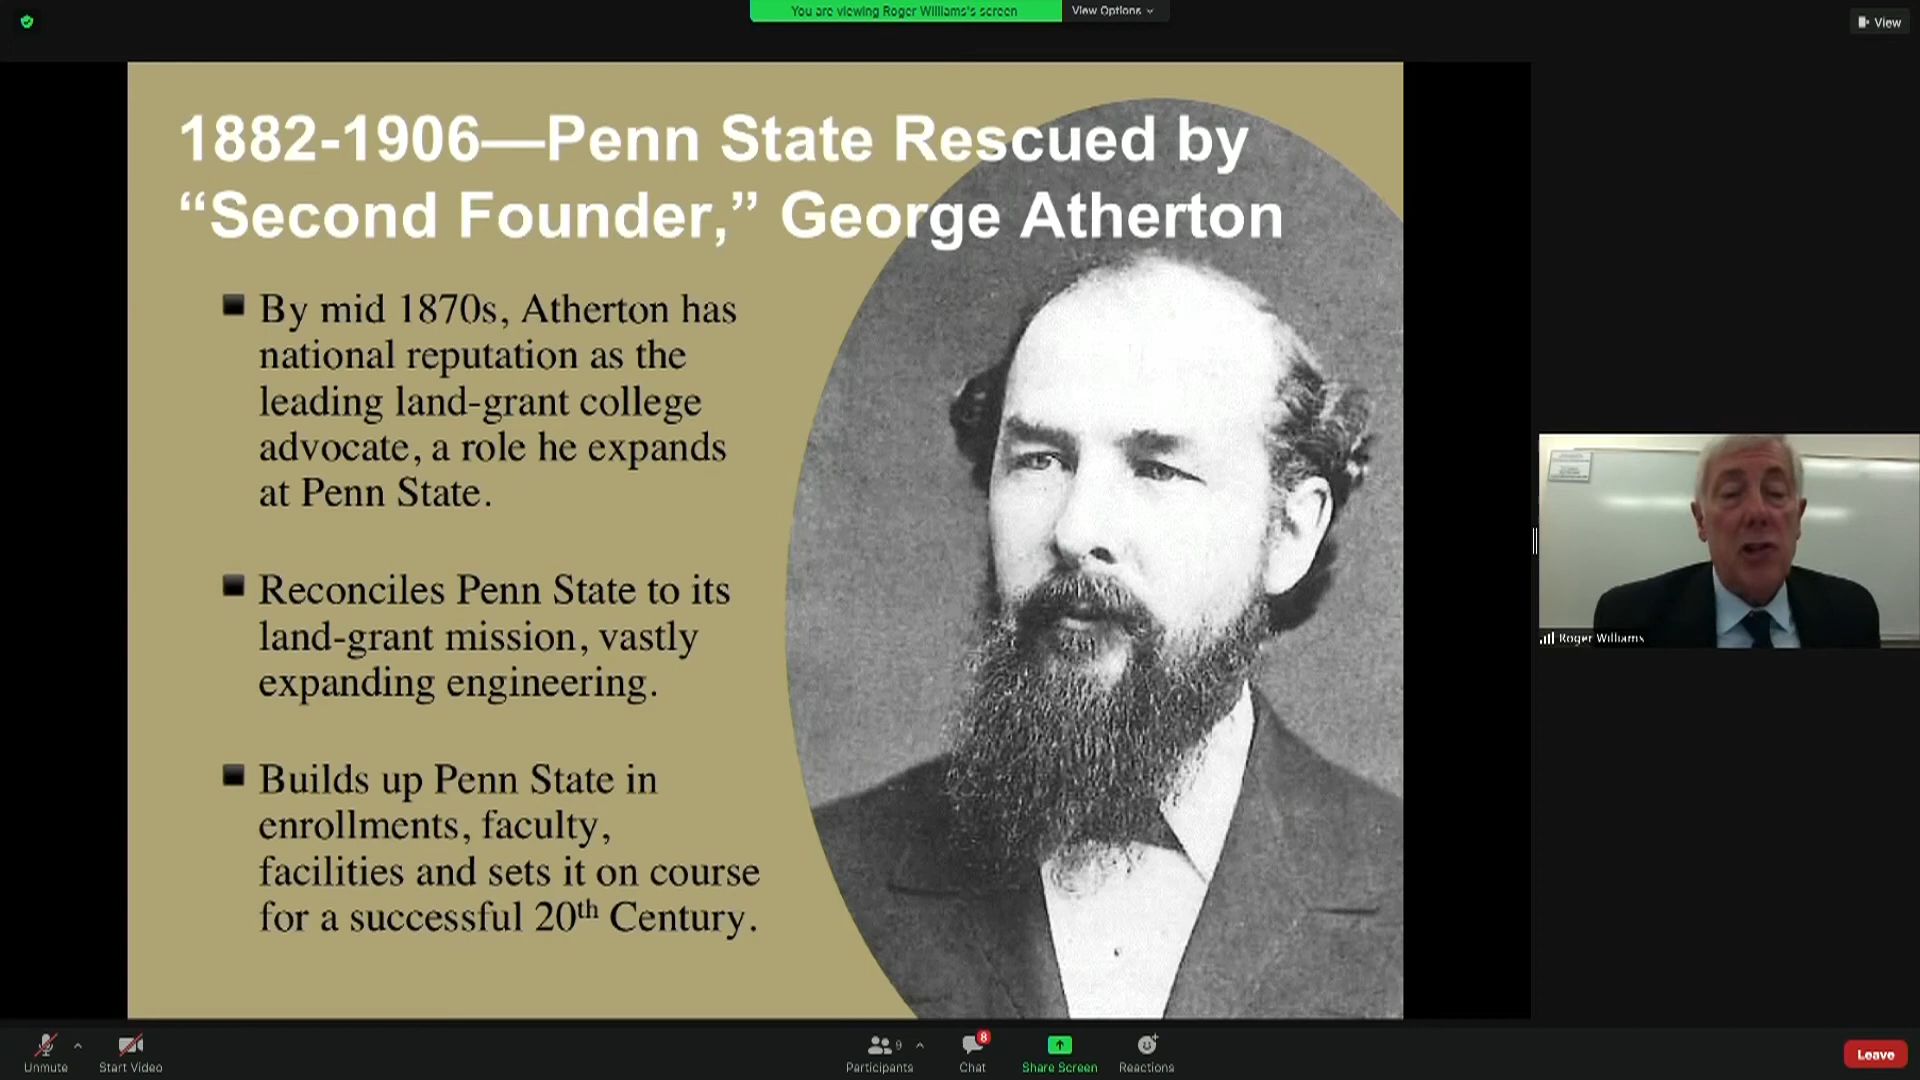 You are viewing Roger Williams's screen
View Options
View
1882-1906—Penn State Rescued by
“Second Founder,” George Atherton
By mid 1870s, Atherton has
national reputation as the
leading land-grant college
advocate, a role he expands
at Penn State.
Reconciles Penn State to its
land-grant mission, vastly
expanding engineering.
Builds up Penn State in
enrollments, faculty,
facilities and sets it on course
for a successful 20th Century.
Roger Williams
Unmute
Start Video
Participants
9
Chat
8
Share Screen
Reactions
Leave